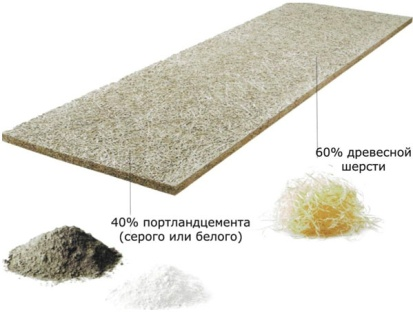 60% древесной
шерсти
40% портландцемента
(серого или белого)